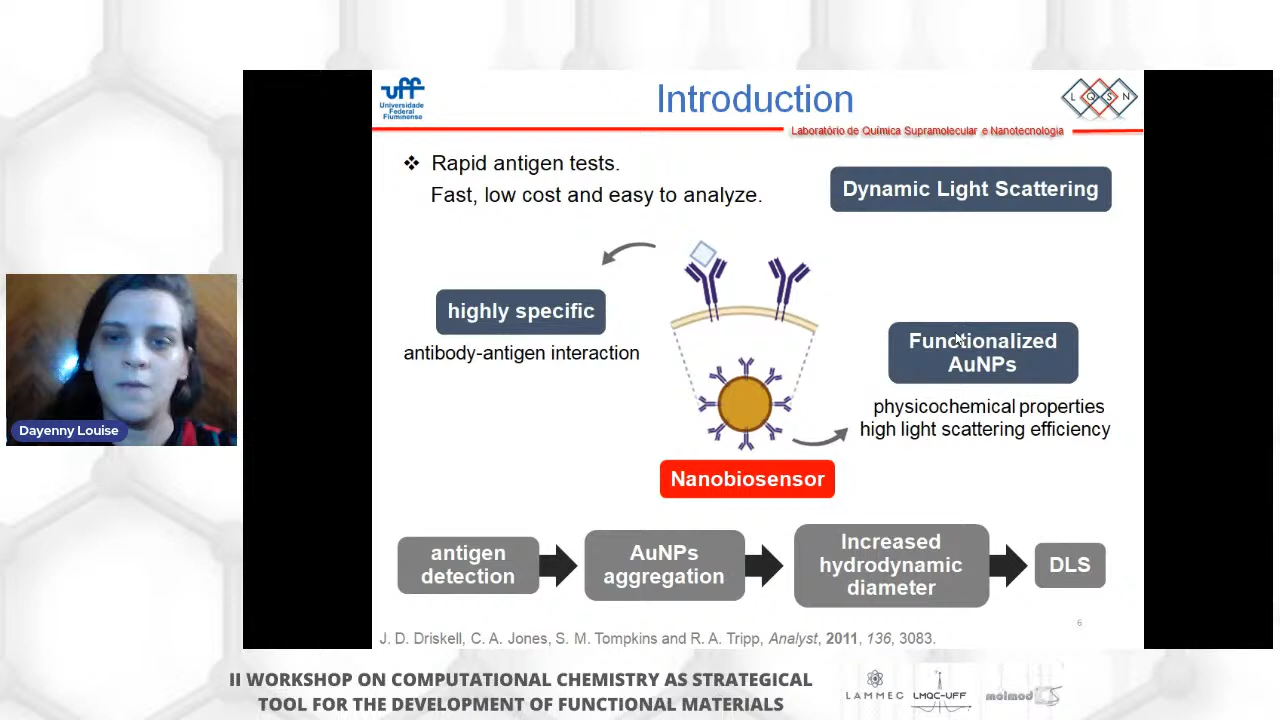 uff
Universidade
Federal
Fluminense
Introduction
L Q S N
Laboratório de Química Supramolecular e Nanotecnologia
❖ Rapid antigen tests.
Fast, low cost and easy to analyze.
Dynamic Light Scattering
highly specific
antibody-antigen interaction
Functionalized
AuNPs
physicochemical properties
high light scattering efficiency
Nanobiosensor
Dayenny Louise
antigen
detection
AuNPs
aggregation
Increased
hydrodynamic
diameter
DLS
6
J. D. Driskell, C. A. Jones, S. M. Tompkins and R. A. Tripp, Analyst, 2011, 136, 3083.
II WORKSHOP ON COMPUTATIONAL CHEMISTRY AS STRATEGICAL
TOOL FOR THE DEVELOPMENT OF FUNCTIONAL MATERIALS
LAMMEC
LMQC-UFF
molmodCS